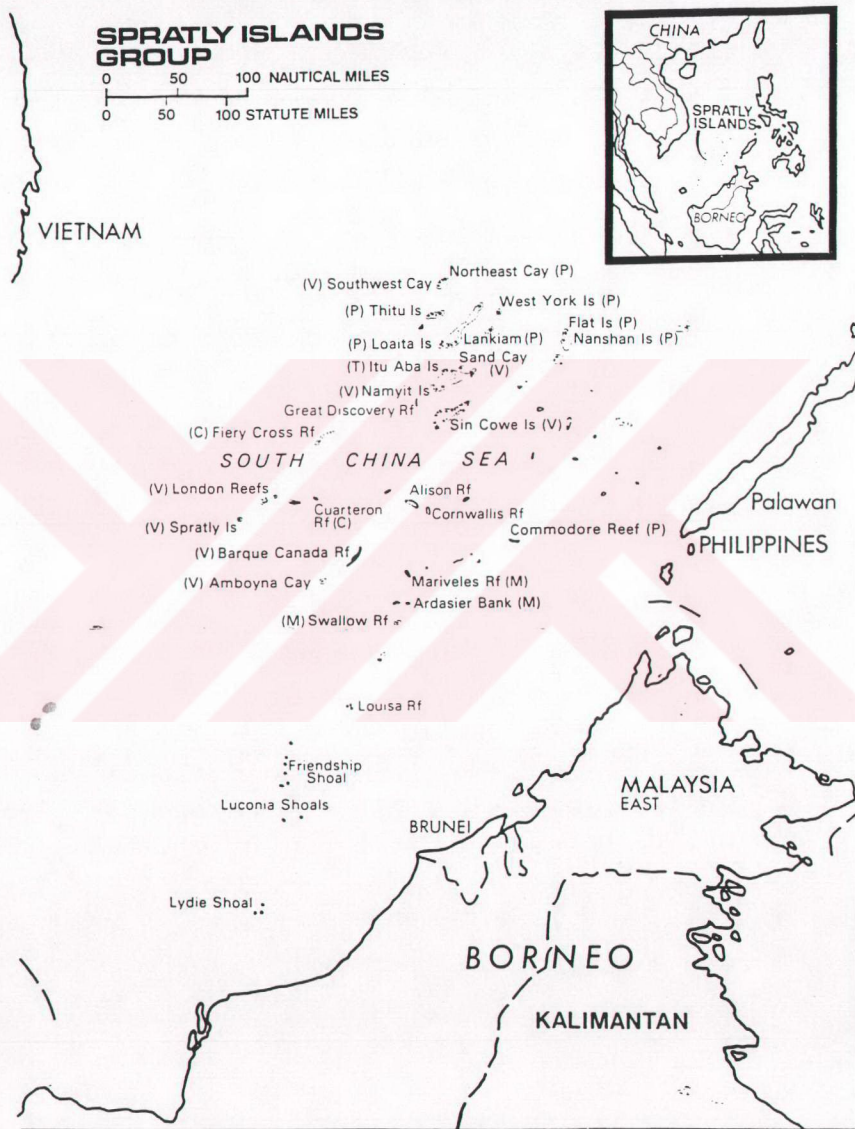 SPRATLY ISLANDS
GROUP
0 50 100 NAUTICAL MILES
0 50 100 STATUTE MILES
CHINA
SPRATLY
ISLANDS
BORNEO
VIETNAM
(V) Southwest Cay
Northeast Cay (P)
(P) Thitu Is
West York Is (P)
Flat Is (P)
(P) Loaita Is
Lankiam (P)
Nanshan Is (P)
Sand Cay
(V)
(T) Itu Aba Is
(V) Namyit Is
Great Discovery Rf
Sin Cowe Is (V)
(C) Fiery Cross Rf
SOUTH CHINA SEA
(V) London Reefs
Alison Rf
Cuarteron
Rf (C)
Cornwallis Rf
Palawan
(V) Spratly Is
Commodore Reef (P)
PHILIPPINES
(V) Barque Canada Rf
(V) Amboyna Cay
Mariveles Rf (M)
Ardasier Bank (M)
(M) Swallow Rf
Louisa Rf
Friendship
Shoal
Luconia Shoals
MALAYSIA
EAST
BRUNEI
Lydie Shoal
BORNEO
KALIMANTAN